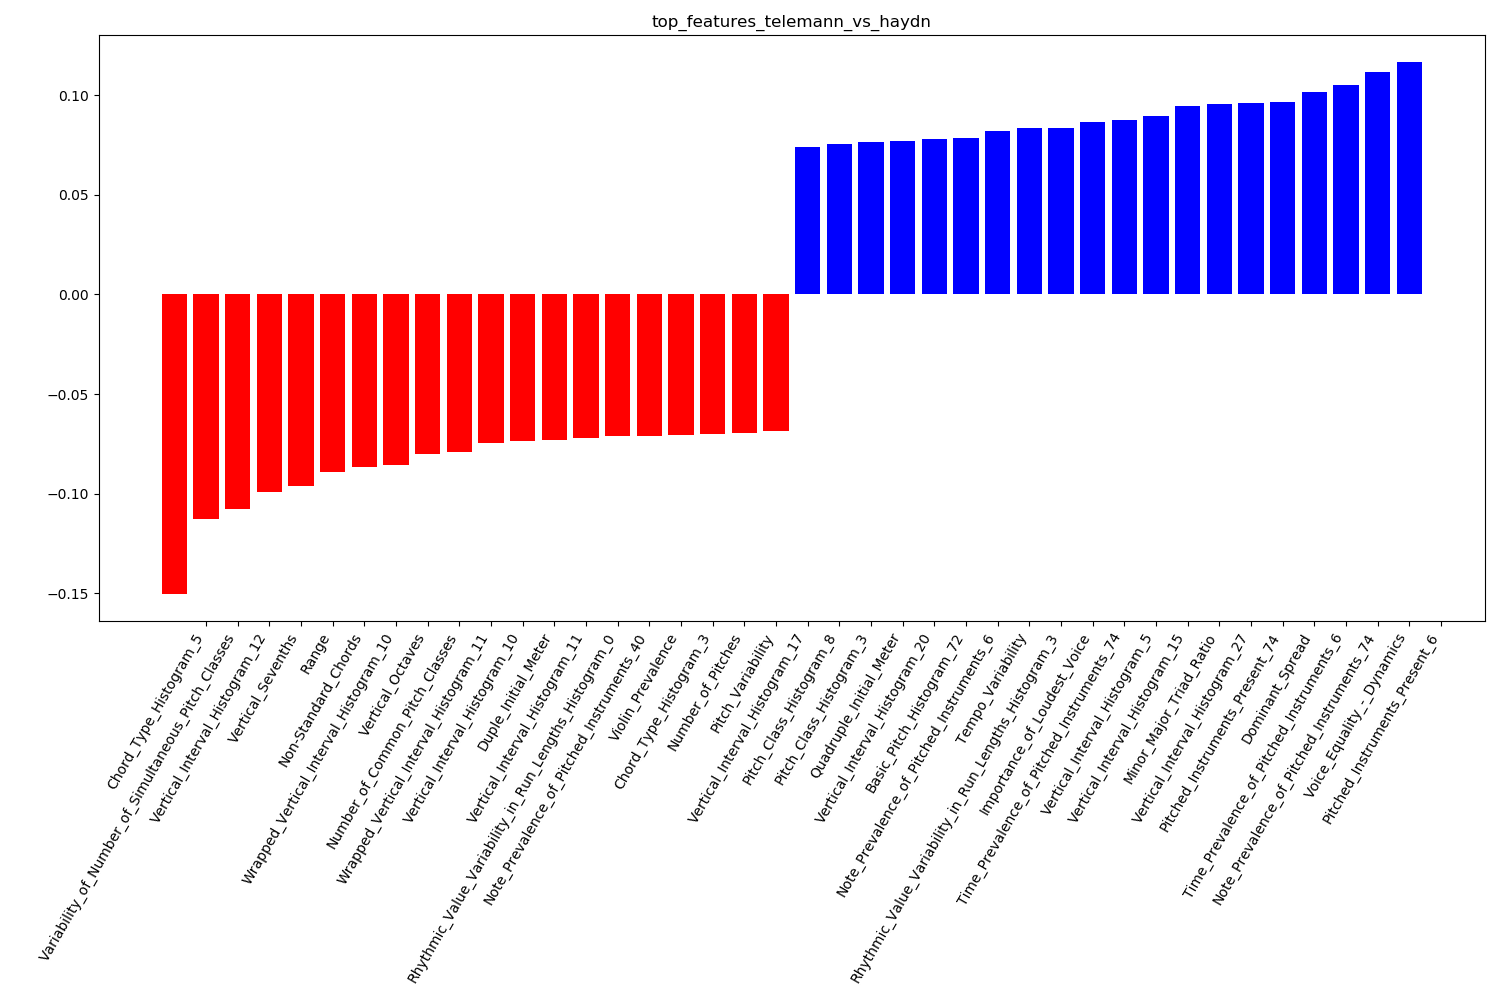 top_features_telemann_vs_haydn
0.10
0.05
0.00
−0.05
−0.10
−0.15
Chord_Type_Histogram_5
Variability_of_Number_of_Simultaneous_Pitch_Classes
Vertical_Interval_Histogram_12
Vertical_Sevenths
Range
Non-Standard_Chords
Wrapped_Vertical_Interval_Histogram_10
Vertical_Octaves
Number_of_Common_Pitch_Classes
Wrapped_Vertical_Interval_Histogram_11
Vertical_Interval_Histogram_10
Duple_Initial_Meter
Vertical_Interval_Histogram_11
Rhythmic_Value_Variability_in_Run_Lengths_Histogram_0
Note_Prevalence_of_Pitched_Instruments_40
Violin_Prevalence
Chord_Type_Histogram_3
Number_of_Pitches
Pitch_Variability
Vertical_Interval_Histogram_17
Pitch_Class_Histogram_8
Pitch_Class_Histogram_3
Quadruple_Initial_Meter
Vertical_Interval_Histogram_20
Basic_Pitch_Histogram_72
Note_Prevalence_of_Pitched_Instruments_6
Tempo_Variability
Rhythmic_Value_Variability_in_Run_Lengths_Histogram_3
Importance_of_Loudest_Voice
Time_Prevalence_of_Pitched_Instruments_74
Vertical_Interval_Histogram_5
Vertical_Interval_Histogram_15
Minor_Major_Triad_Ratio
Vertical_Interval_Histogram_27
Pitched_Instruments_Present_74
Dominant_Spread
Time_Prevalence_of_Pitched_Instruments_6
Note_Prevalence_of_Pitched_Instruments_74
Voice_Equality_-_Dynamics
Pitched_Instruments_Present_6